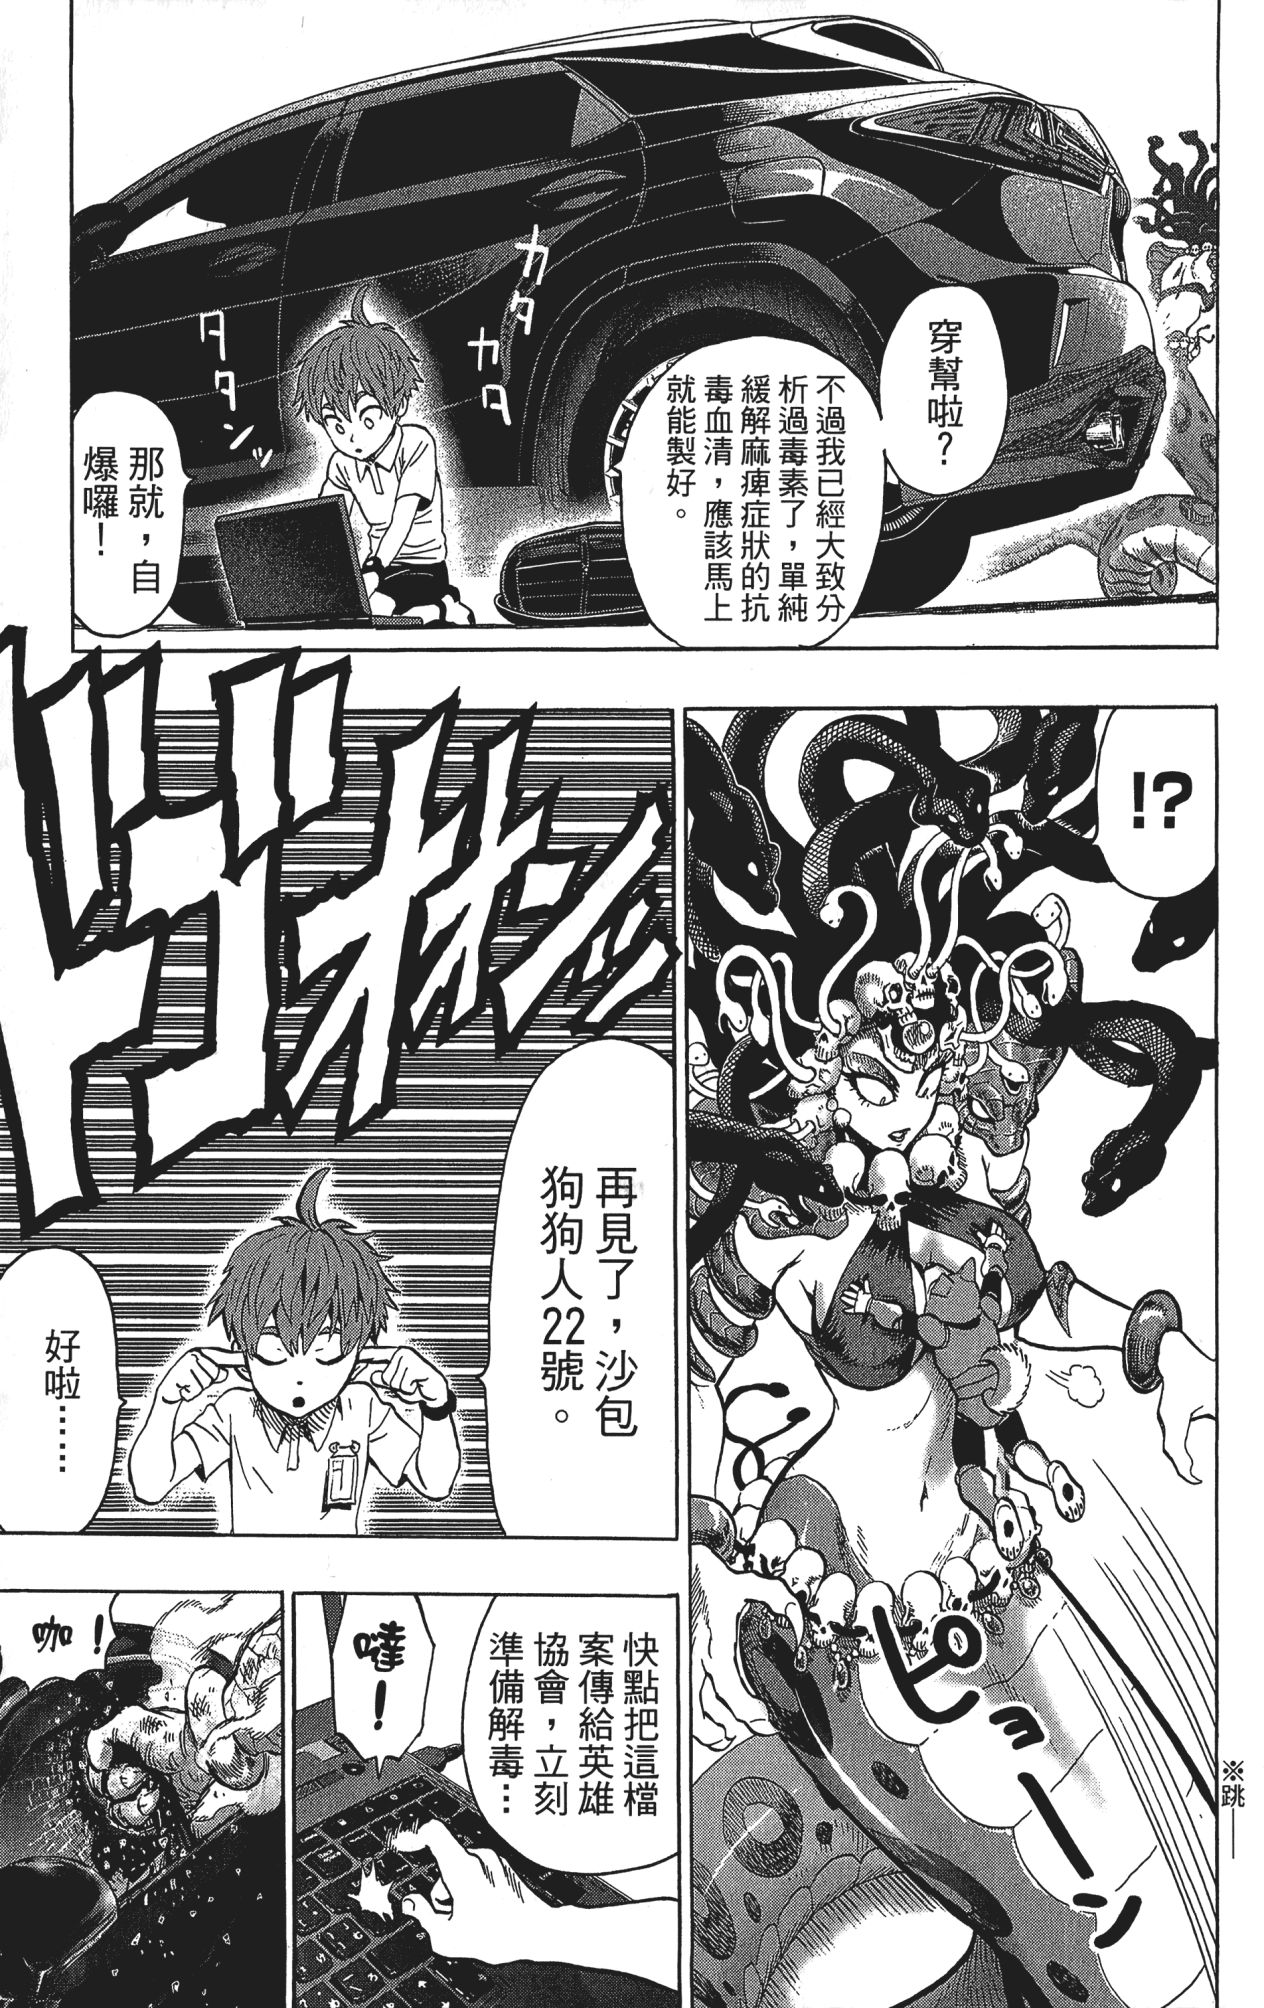 穿幫啦?
不過我已經大致分
析過毒素了,單純
緩解麻痺症狀的抗
毒血清,應該馬上
就能製好。
カタ
カタ
タタンッ
那就,自
爆囉!
!?
ピョーン
※跳──
ドゴオオンッ
再見了,沙包
狗狗人22號。
好啦……
快點把這檔
案傳給英雄
協會,立刻
準備解毒…
噠!
咖!